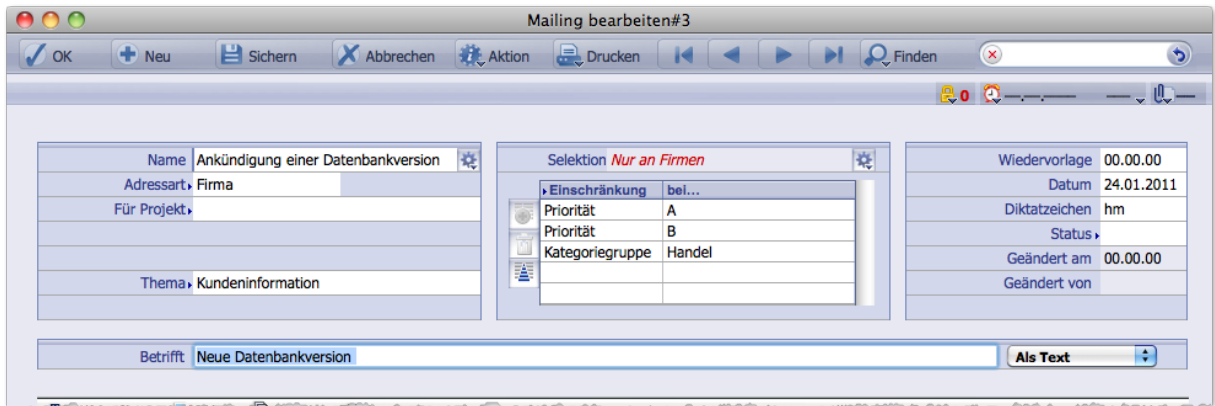 Mailing bearbeiten#3
OK Neu Sichern Abbrechen Aktion Drucken Finden
0 —.—.—— —— —
Name Ankündigung einer Datenbankversion
Adressart Firma
Für Projekt
Thema Kundeninformation
Selektion Nur an Firmen
Einschränkung bei...
Priorität A
Priorität B
Kategoriegruppe Handel
Wiedervorlage 00.00.00
Datum 24.01.2011
Diktatzeichen hm
Status
Geändert am 00.00.00
Geändert von
Betrifft Neue Datenbankversion Als Text